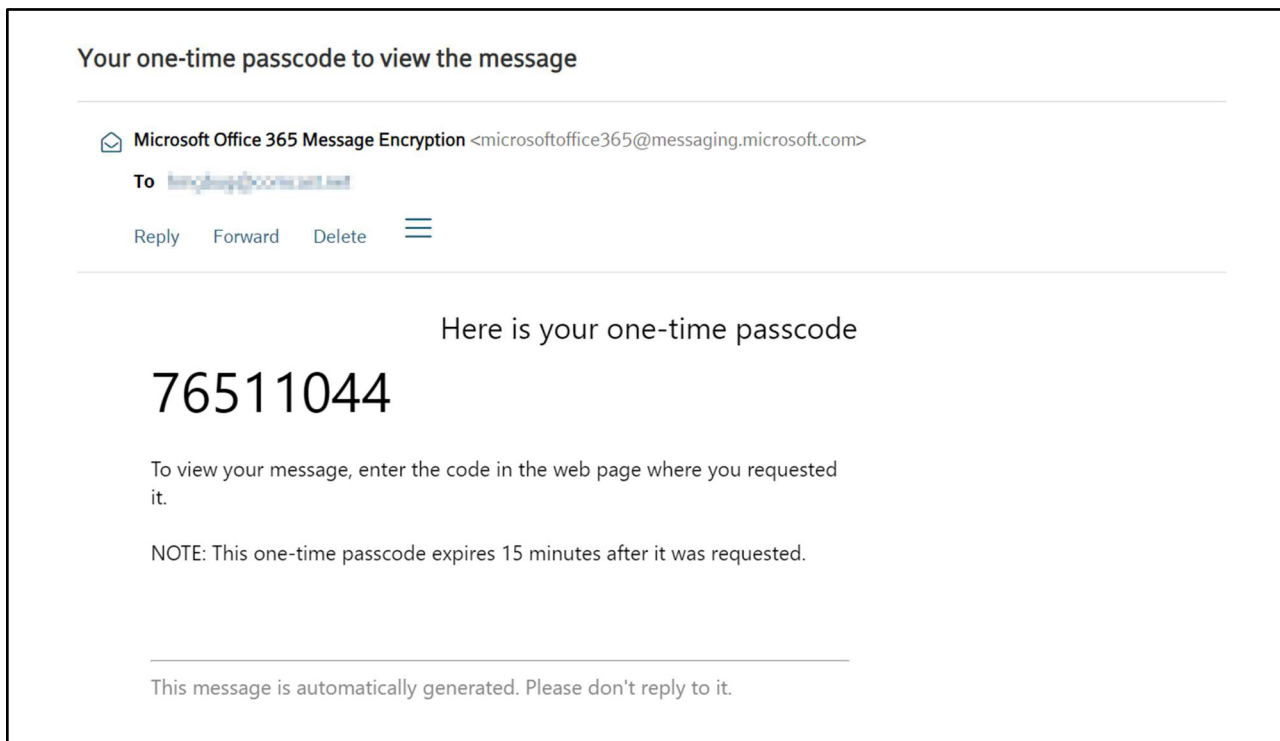 Your one-time passcode to view the message
Microsoft Office 365 Message Encryption <microsoftoffice365@messaging.microsoft.com>
To
Reply Forward Delete
Here is your one-time passcode
76511044
To view your message, enter the code in the web page where you requested
it.
NOTE: This one-time passcode expires 15 minutes after it was requested.
This message is automatically generated. Please don't reply to it.